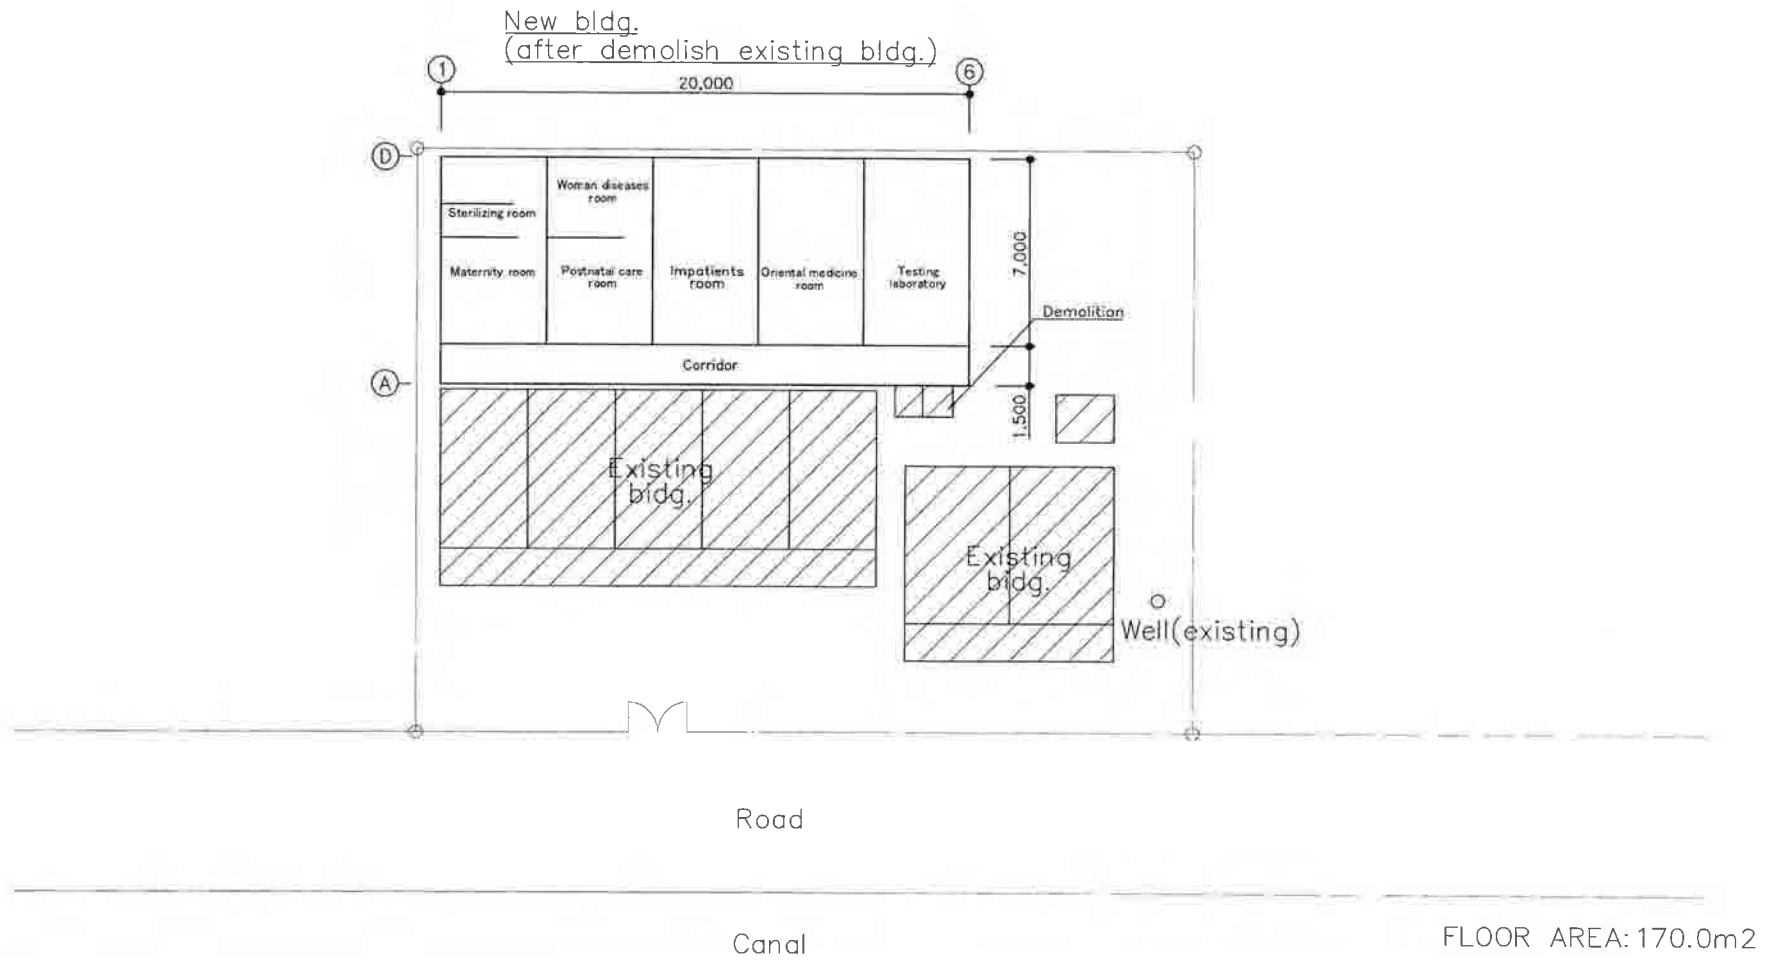 New bldg.
(after demolish existing bldg.)
1
6
20,000
D
Woman diseases
room
Sterilizing room
Maternity room
Postnatal care
room
Impatients
room
Oriental medicine
room
Testing
laboratory
7,000
Demolition
Corridor
A
1,500
Existing
bldg.
Existing
bldg.
Well(existing)
Road
Canal
FLOOR AREA:170.0m2